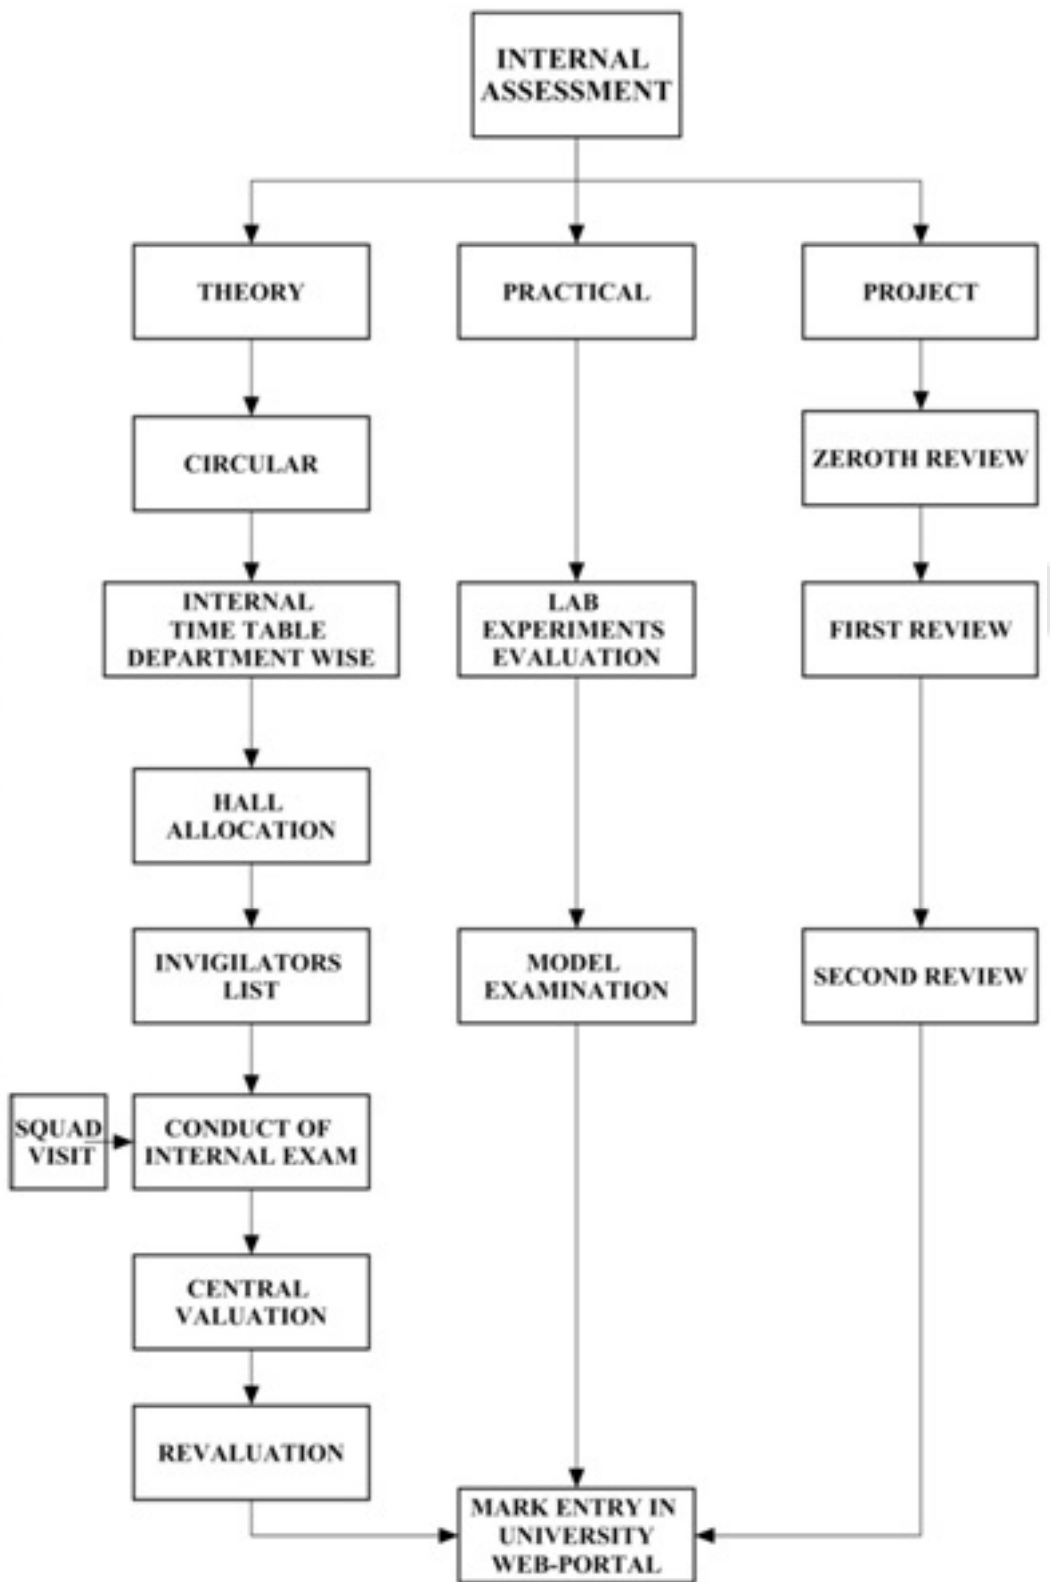 INTERNAL
ASSESSMENT
THEORY
PRACTICAL
PROJECT
CIRCULAR
ZEROTH REVIEW
INTERNAL
TIME TABLE
DEPARTMENT WISE
LAB
EXPERIMENTS
EVALUATION
FIRST REVIEW
HALL
ALLOCATION
INVIGILATORS
LIST
MODEL
EXAMINATION
SECOND REVIEW
SQUAD
VISIT
CONDUCT OF
INTERNAL EXAM
CENTRAL
VALUATION
REVALUATION
MARK ENTRY IN
UNIVERSITY
WEB-PORTAL